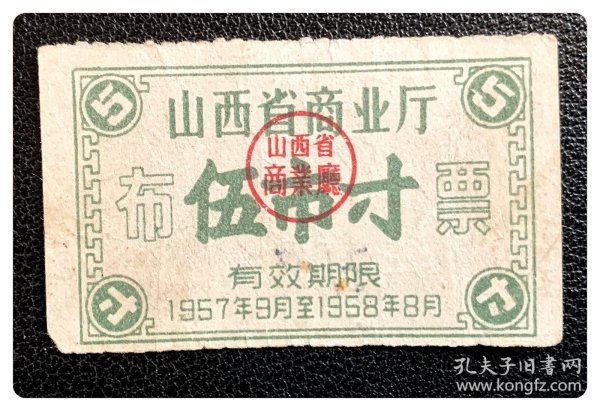 5 5
山西省商业厅
山西省
商業廳
布 伍市寸 票
有效期限
寸 1957年9月至1958年8月 寸
孔夫子旧书网
www.kongfz.com